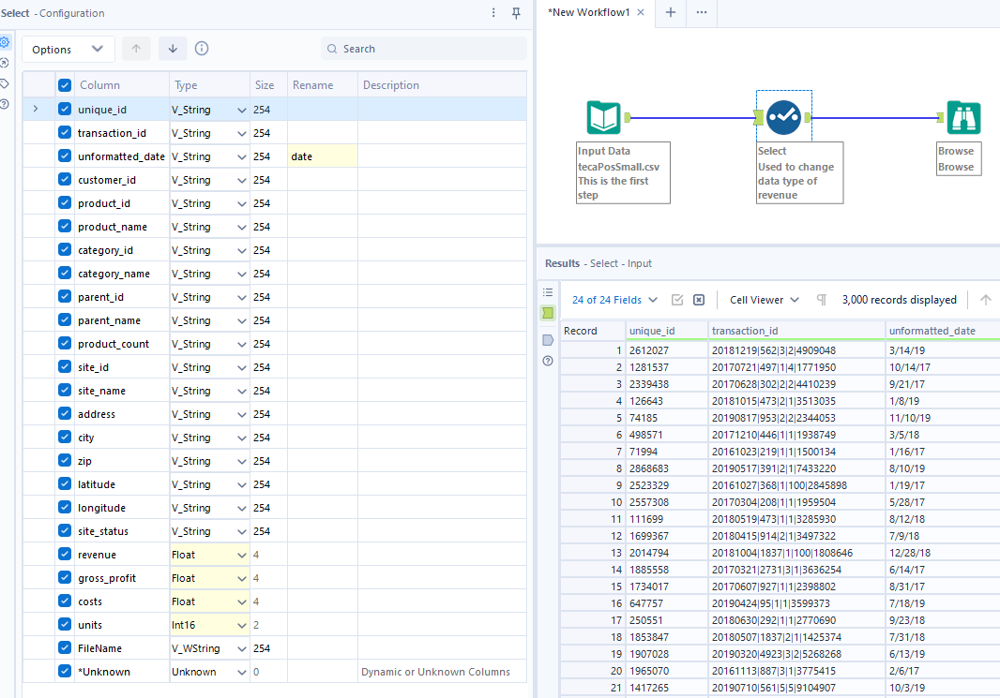 Select - Configuration
Options
Search
Column Type Size Rename Description
unique_id V_String 254
transaction_id V_String 254
unformatted_date V_String 254 date
customer_id V_String 254
product_id V_String 254
product_name V_String 254
category_id V_String 254
category_name V_String 254
parent_id V_String 254
parent_name V_String 254
product_count V_String 254
site_id V_String 254
site_name V_String 254
address V_String 254
city V_String 254
zip V_String 254
latitude V_String 254
longitude V_String 254
site_status V_String 254
revenue Float 4
gross_profit Float 4
costs Float 4
units Int16 2
FileName V_WString 254
*Unknown Unknown 0 Dynamic or Unknown Columns
*New Workflow1
Input Data
tecaPosSmall.csv
This is the first
step
Select
Used to change
data type of
revenue
Browse
Browse
Results - Select - Input
24 of 24 Fields Cell Viewer 3,000 records displayed
Record unique_id transaction_id unformatted_date
1 2612027 20181219|562|3|2|4909048 3/14/19
2 1281537 20170721|497|1|4|1771950 10/14/17
3 2339438 20170628|302|2|2|4410239 9/21/17
4 126643 20181015|473|2|1|3513035 1/8/19
5 74185 20190817|953|2|2|2344053 11/10/19
6 498571 20171210|446|1|1|1938749 3/5/18
7 71994 20161023|219|1|1|1500134 1/16/17
8 2868683 20190517|391|2|1|7433220 8/10/19
9 2523329 20161027|368|1|100|2845898 1/19/17
10 2557308 20170304|208|1|1|1959504 5/28/17
11 111699 20180519|473|1|1|3285930 8/12/18
12 1699367 20180415|914|2|1|3497322 7/9/18
13 2014794 20181004|1837|1|100|1808646 12/28/18
14 1885558 20170321|2731|3|1|3636254 6/14/17
15 1734017 20170607|927|1|1|2398802 8/31/17
16 647757 20190424|95|1|1|3599373 7/18/19
17 250551 20180630|292|1|1|2770690 9/23/18
18 1853847 20180507|1837|2|1|1425374 7/31/18
19 1907028 20190320|4923|3|2|5268268 6/13/19
20 1965070 20161113|887|3|1|3775415 2/6/17
21 1417265 20190710|561|5|5|9104907 10/3/19